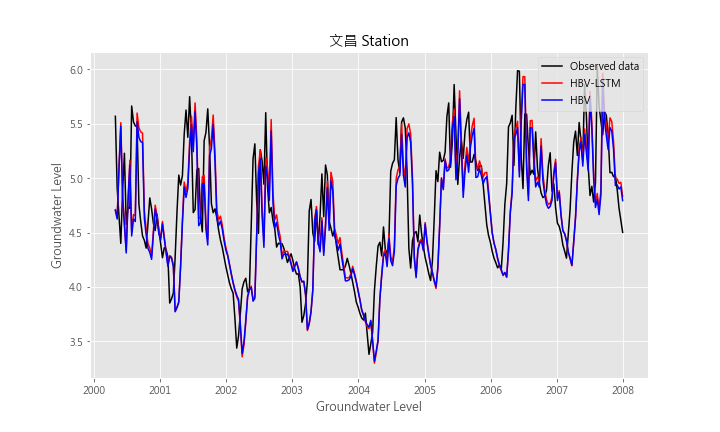 文昌 Station
Observed data
HBV-LSTM
HBV
Groundwater Level
6.0
5.5
5.0
4.5
4.0
3.5
2000
2001
2002
2003
2004
2005
2006
2007
2008
Groundwater Level